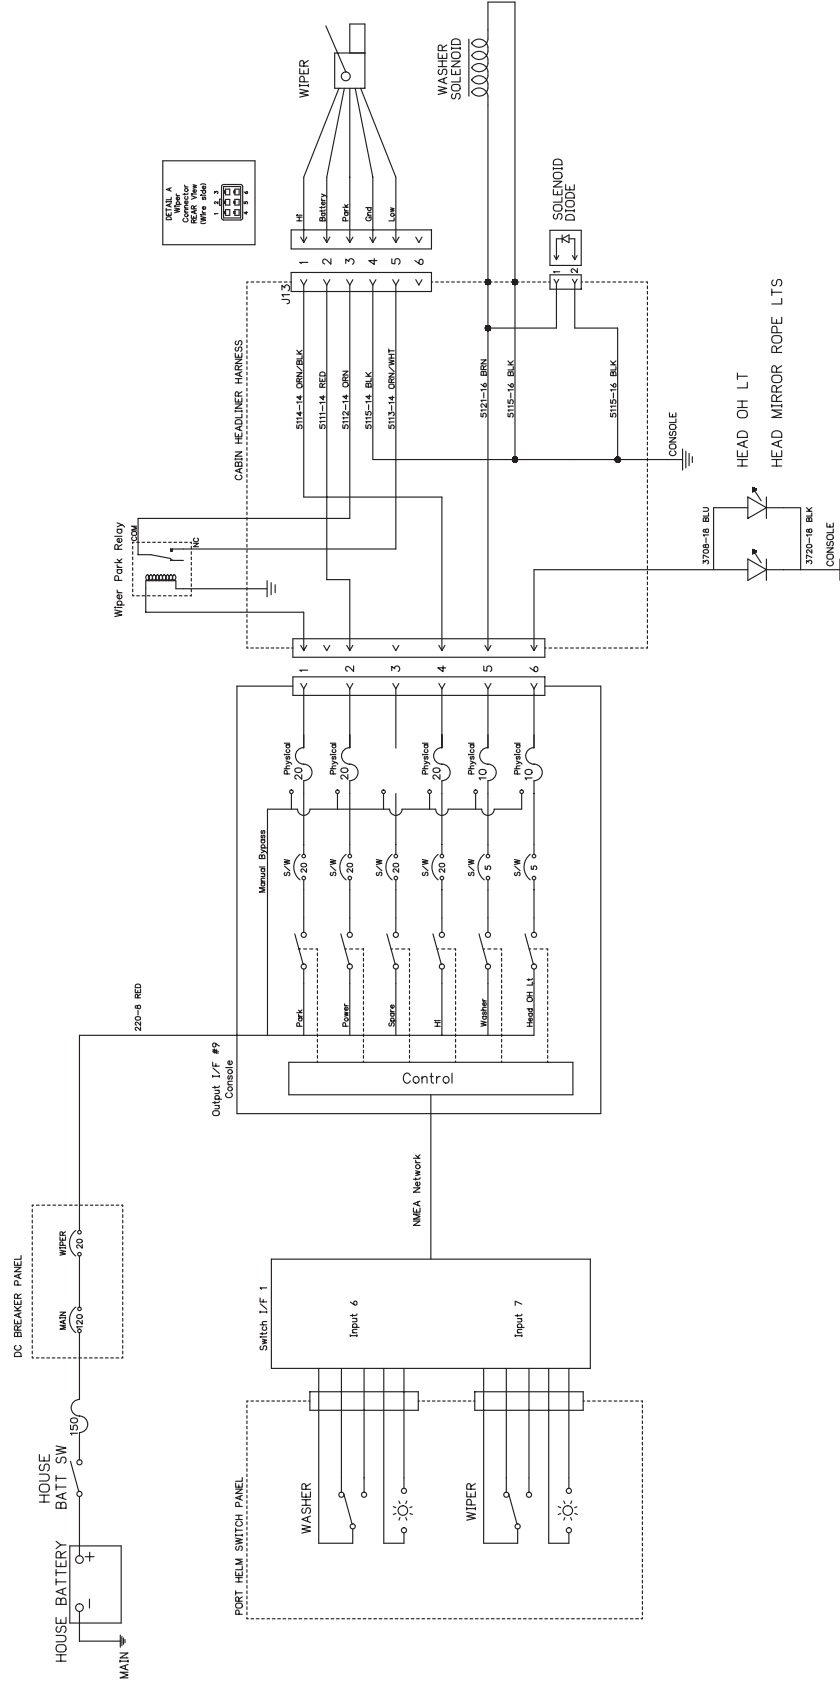 HOUSE BATTERY
−
+
MAIN
HOUSE
BATT SW
150
DC BREAKER PANEL
MAIN
120
WIPER
20
220-8 RED
PORT HELM SWITCH PANEL
WASHER
WIPER
Switch I/F 1
Input 6
Input 7
NMEA Network
Output I/F #9
Console
Control
Park
Power
Spare
HI
Washer
Head OH Lt
Manual Bypass
S/W
20
S/W
20
S/W
20
S/W
20
S/W
5
S/W
5
Physical
20
Physical
20
Physical
20
Physical
10
Physical
10
1
2
3
4
5
6
Wiper Park Relay
COM
NC
CABIN HEADLINER HARNESS
5114-14 ORN/BLK
5111-14 RED
5112-14 ORN
5115-14 BLK
5113-14 ORN/WHT
5121-16 BRN
5115-16 BLK
5115-16 BLK
CONSOLE
3708-18 BLU
3720-18 BLK
CONSOLE
HEAD OH LT
HEAD MIRROR ROPE LTS
J13
1
2
3
4
5
6
HI
Battery
Park
Gnd
Low
DETAIL A
Wiper
Connector
REAR View
(Wire side)
1 2 3
4 5 6
WIPER
WASHER
SOLENOID
SOLENOID
DIODE
1
2